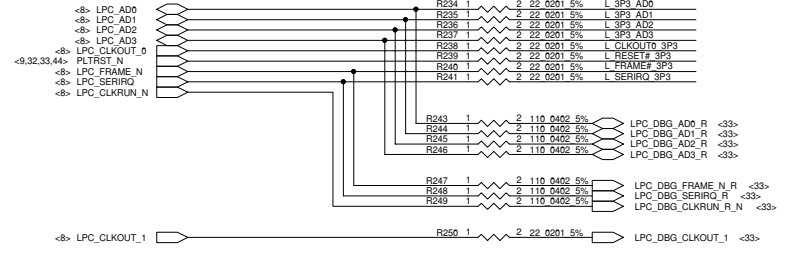 <8> LPC_AD0 R234 1 2 22 0201 5% L_3P3_AD0
<8> LPC_AD1 R235 1 2 22 0201 5% L_3P3_AD1
<8> LPC_AD2 R236 1 2 22 0201 5% L_3P3_AD2
<8> LPC_AD3 R237 1 2 22 0201 5% L_3P3_AD3
<8> LPC_CLKOUT_0 R238 1 2 22 0201 5% L_CLKOUT0_3P3
<9,32,33,44> PLTRST_N R239 1 2 22 0201 5% L_RESET#_3P3
<8> LPC_FRAME_N R240 1 2 22 0201 5% L_FRAME#_3P3
<8> LPC_SERIRQ R241 1 2 22 0201 5% L_SERIRQ_3P3
<8> LPC_CLKRUN_N
R243 1 2 110 0402 5% LPC_DBG_AD0_R <33>
R244 1 2 110 0402 5% LPC_DBG_AD1_R <33>
R245 1 2 110 0402 5% LPC_DBG_AD2_R <33>
R246 1 2 110 0402 5% LPC_DBG_AD3_R <33>
R247 1 2 110 0402 5% LPC_DBG_FRAME_N_R <33>
R248 1 2 110 0402 5% LPC_DBG_SERIRQ_R <33>
R249 1 2 110 0402 5% LPC_DBG_CLKRUN_R_N <33>
<8> LPC_CLKOUT_1 R250 1 2 22 0201 5% LPC_DBG_CLKOUT_1 <33>